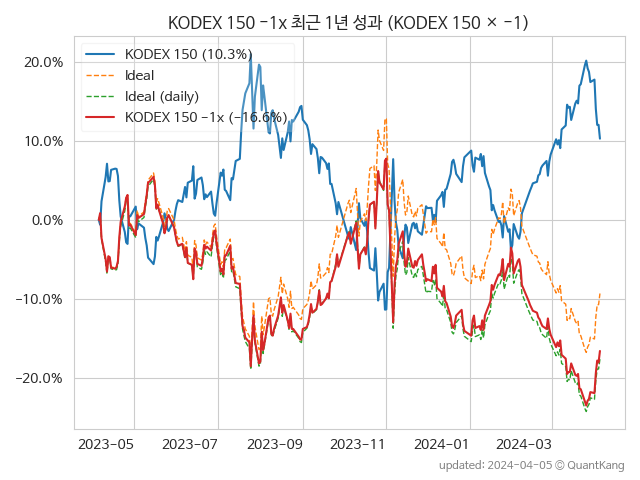 KODEX 150 −1x 최근 1년 성과 (KODEX 150 × −1)
KODEX 150 (10.3%)
Ideal
Ideal (daily)
KODEX 150 −1x (−16.6%)
20.0%
10.0%
0.0%
−10.0%
−20.0%
2023-05 2023-07 2023-09 2023-11 2024-01 2024-03
updated: 2024-04-05 © QuantKang